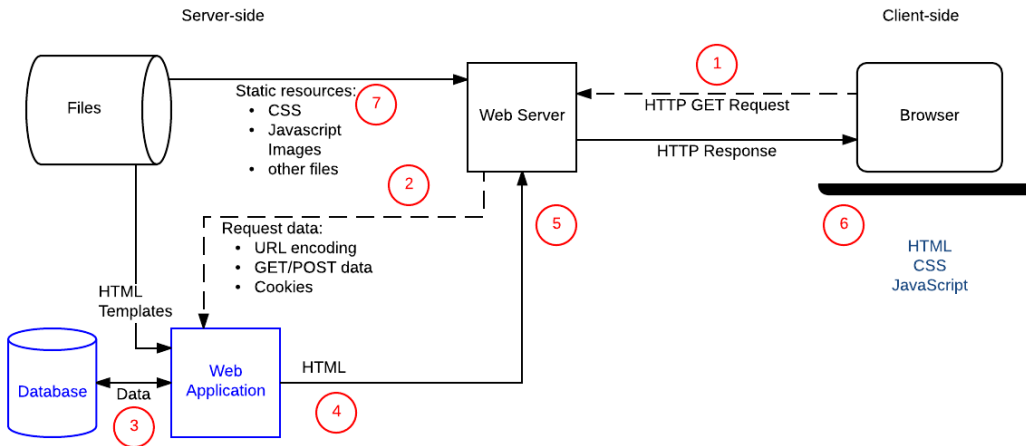 Server-side
Client-side
Files
Static resources:
• CSS
• Javascript
Images
• other files
7
Web Server
1
HTTP GET Request
HTTP Response
Browser
2
Request data:
• URL encoding
• GET/POST data
• Cookies
5
6
HTML
CSS
JavaScript
HTML
Templates
Database
Data
3
Web
Application
HTML
4